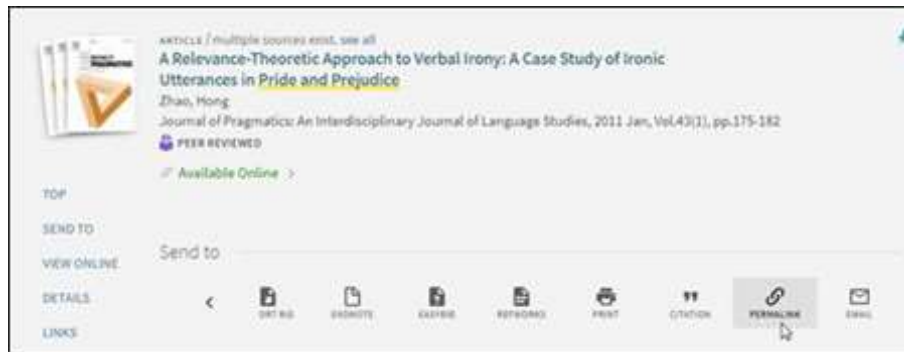 ARTICLE / multiple sources exist. see all
A Relevance-Theoretic Approach to Verbal Irony: A Case Study of Ironic
Utterances in Pride and Prejudice
Zhao, Hong
Journal of Pragmatics: An Interdisciplinary Journal of Language Studies, 2011 Jan, Vol.43(1), pp.175-182
PEER REVIEWED
Available Online >
TOP
SEND TO
VIEW ONLINE
DETAILS
LINKS
Send to
ENDNOTE
EASYBIB
REFWORKS
PRINT
CITATION
PERMALINK
EMAIL